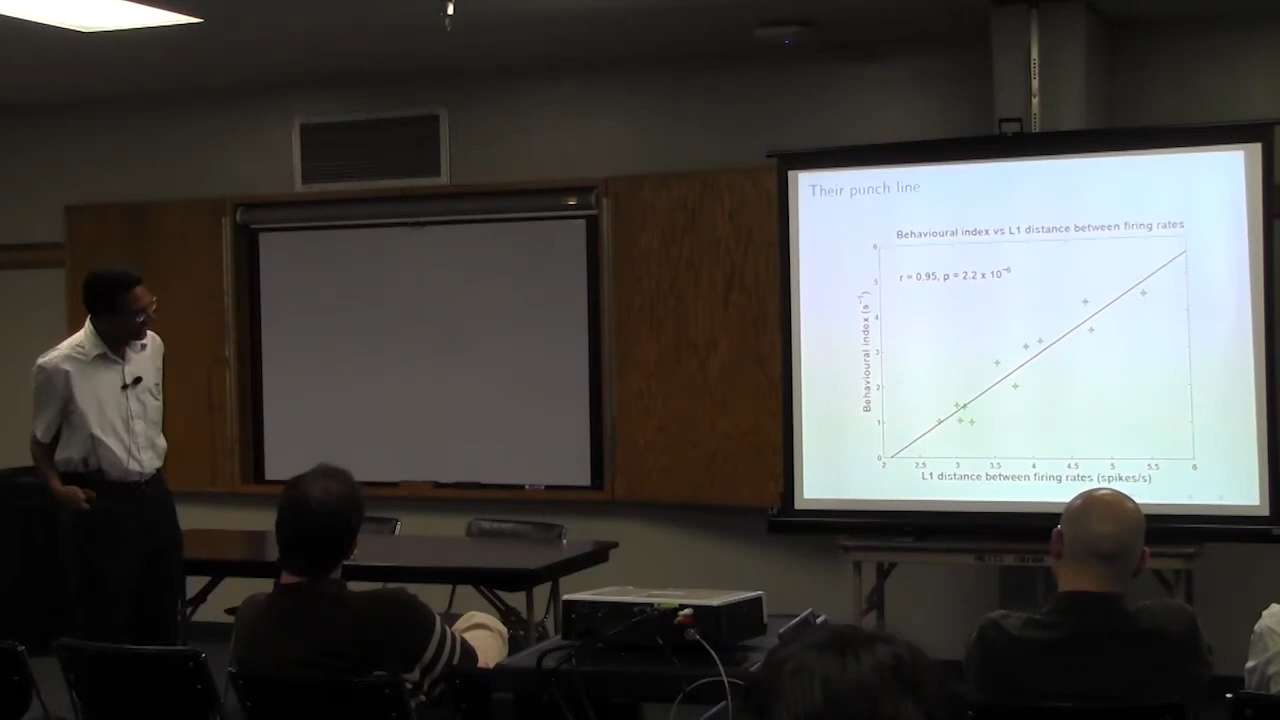 Their punch line
Behavioural index vs L1 distance between firing rates
r = 0.95, p = 2.2 x 10⁻⁶
Behavioural index (s⁻¹)
6
5
4
3
2
1
0
2 2.5 3 3.5 4 4.5 5 5.5 6
L1 distance between firing rates (spikes/s)